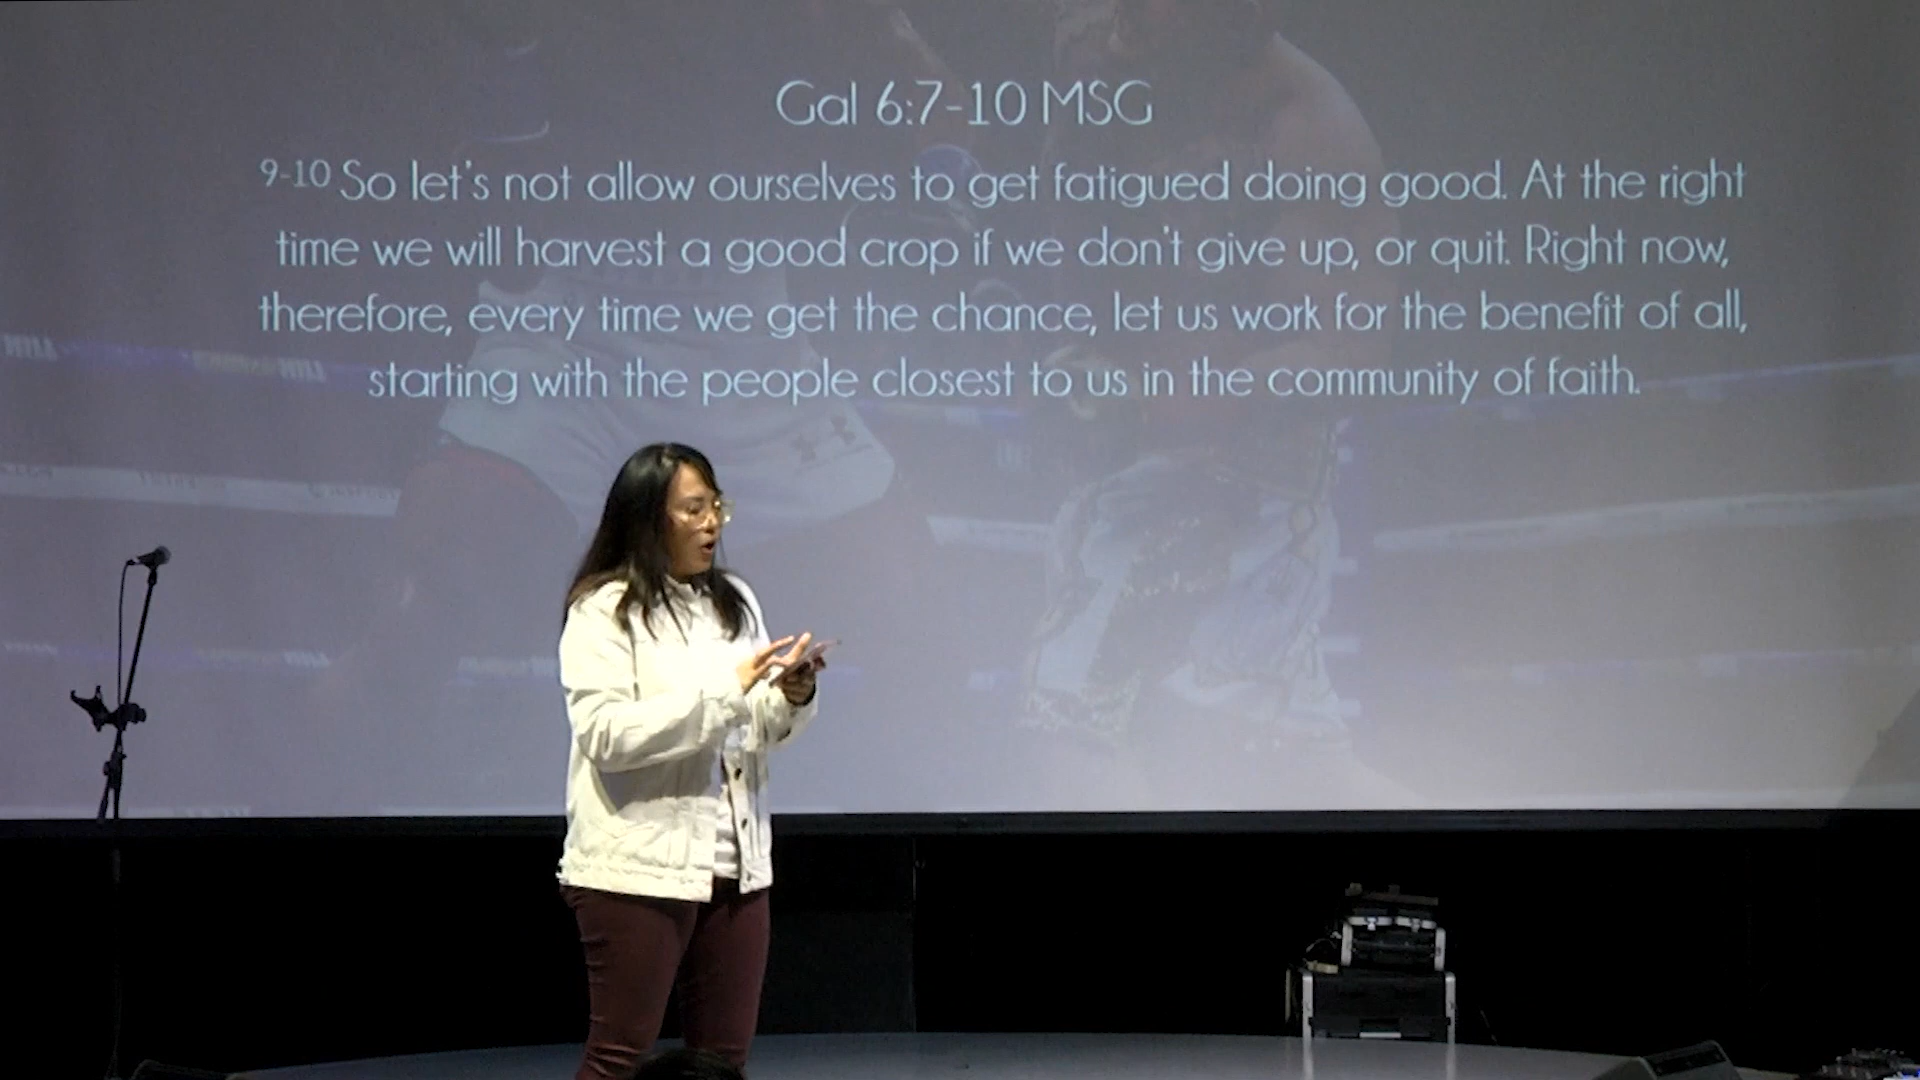 Gal 6:7-10 MSG
9-10 So let's not allow ourselves to get fatigued doing good. At the right
time we will harvest a good crop if we don't give up, or quit. Right now,
therefore, every time we get the chance, let us work for the benefit of all,
starting with the people closest to us in the community of faith.